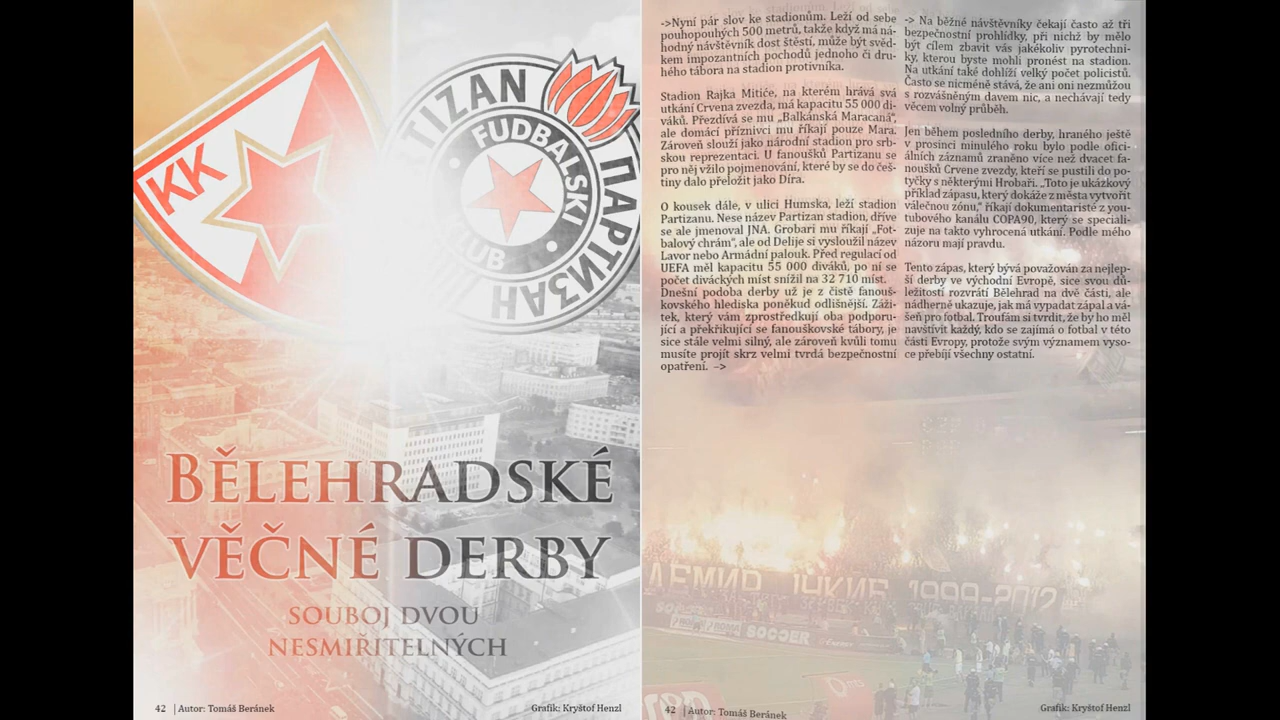 KK
TIZAN
FUDBALSKI
KLUB
ПАРТИЗАН
BĚLEHRADSKÉ
VĚČNÉ DERBY
SOUBOJ DVOU
NESMIŘITELNÝCH
42 | Autor: Tomáš Beránek
Grafik: Kryštof Henzl
->Nyní pár slov ke stadionům. Leží od sebe
pouhopouhých 500 metrů, takže když má ná-
hodný návštěvník dost štěstí, může být svěd-
kem impozantních pochodů jednoho či dru-
hého tábora na stadion protivníka.
Stadion Rajka Mitiće, na kterém hrává svá
utkání Crvena zvezda, má kapacitu 55 000 di-
váků. Přezdívá se mu „Balkánská Maracaná“,
ale domácí příznivci mu říkají pouze Mara.
Zároveň slouží jako národní stadion pro srb-
skou reprezentaci. U fanoušků Partizanu se
pro něj vžilo pojmenování, které by se do češ-
tiny dalo přeložit jako Díra.
O kousek dále, v ulici Humska, leží stadion
Partizanu. Nese název Partizan stadion, dříve
se ale jmenoval JNA. Grobari mu říkají „Fot-
balový chrám“, ale od Delije si vysloužil název
Lavor nebo Armádní palouk. Před regulací od
UEFA měl kapacitu 55 000 diváků, po ní se
počet diváckých míst snížil na 32 710 míst.
Dnešní podoba derby už je z čistě fanouš-
kovského hlediska poněkud odlišnější. Záži-
tek, který vám zprostředkují oba podporu-
jící a překřikující se fanouškovské tábory, je
sice stále velmi silný, ale zároveň kvůli tomu
musíte projít skrz velmi tvrdá bezpečnostní
opatření. –>
-> Na běžné návštěvníky čekají často až tři
bezpečnostní prohlídky, při nichž by mělo
být cílem zbavit vás jakékoliv pyrotechni-
ky, kterou byste mohli pronést na stadion.
Na utkání také dohlíží velký počet policistů.
Často se nicméně stává, že ani oni nezmůžou
s rozvášněným davem nic, a nechávají tedy
věcem volný průběh.
Jen během posledního derby, hraného ještě
v prosinci minulého roku bylo podle ofici-
álních záznamů zraněno více než dvacet fa-
noušků Crvene zvezdy, kteří se pustili do po-
tyčky s některými Hrobaři. „Toto je ukázkový
příklad zápasu, který dokáže z města vytvořit
válečnou zónu,“ říkají dokumentaristé z you-
tubového kanálu COPA90, který se speciali-
zuje na takto vyhrocená utkání. Podle mého
názoru mají pravdu.
Tento zápas, který bývá považován za nejlep-
ší derby ve východní Evropě, sice svou dů-
ležitostí rozvrátí Bělehrad na dvě části, ale
nádherně ukazuje, jak má vypadat zápal a vá-
šeň pro fotbal. Troufám si tvrdit, že by ho měl
navštívit každý, kdo se zajímá o fotbal v této
části Evropy, protože svým významem vyso-
ce přebíjí všechny ostatní.
1999-2012
SOCCER
42 | Autor: Tomáš Beránek
Grafik: Kryštof Henzl